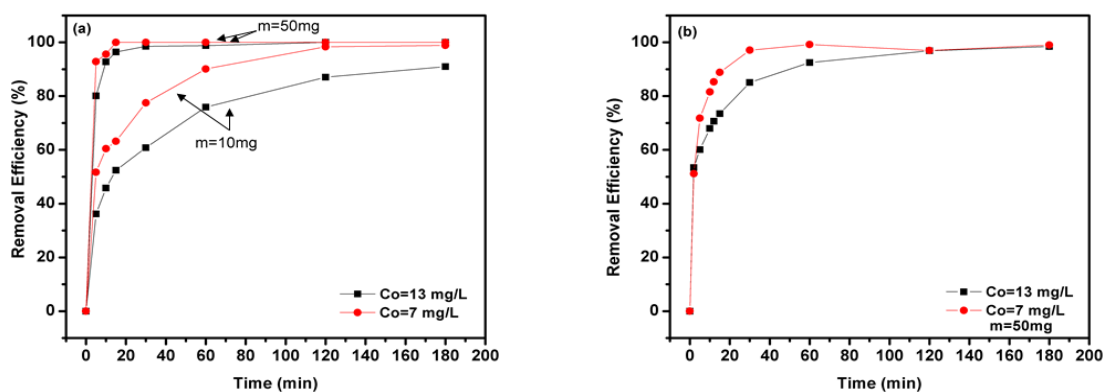 (a)
m=50mg
m=10mg
Removal Efficiency (%)
100
80
60
40
20
0
Co=13 mg/L
Co=7 mg/L
0 20 40 60 80 100 120 140 160 180 200
Time (min)
(b)
Removal Efficiency (%)
100
80
60
40
20
0
Co=13 mg/L
Co=7 mg/L
m=50mg
0 20 40 60 80 100 120 140 160 180 200
Time (min)